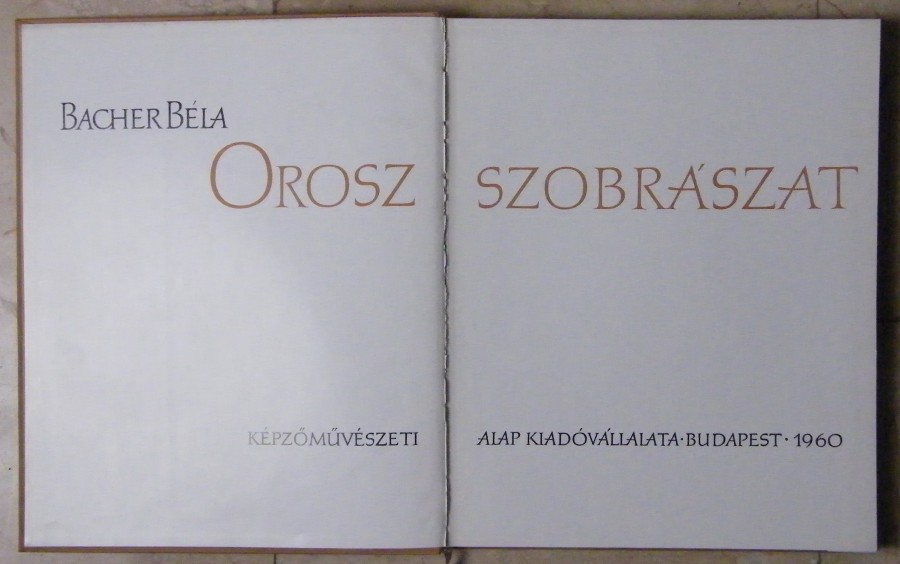 BACHER BÉLA
OROSZ SZOBRÁSZAT
KÉPZŐMŰVÉSZETI ALAP KIADÓVÁLLALATA·BUDAPEST·1960